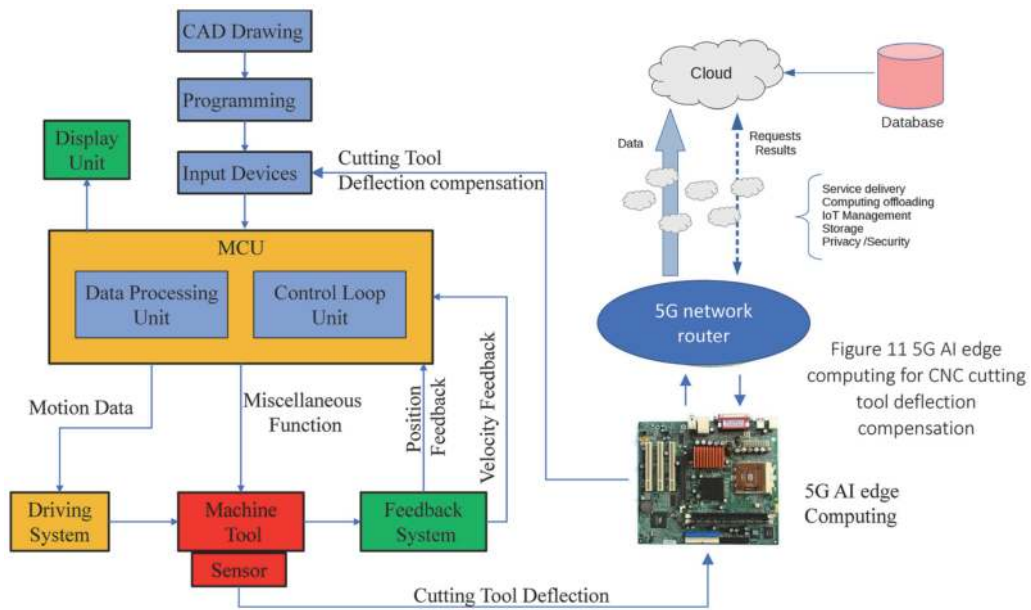 CAD Drawing
Programming
Display
Unit
Input Devices
Cutting Tool
Deflection compensation
MCU
Data Processing
Unit
Control Loop
Unit
Motion Data
Miscellaneous
Function
Position
Feedback
Velocity Feedback
Driving
System
Machine
Tool
Feedback
System
Sensor
Cutting Tool Deflection
Cloud
Database
Data
Requests
Results
Service delivery
Computing offloading
IoT Management
Storage
Privacy /Security
5G network
router
Figure 11 5G AI edge
computing for CNC cutting
tool deflection
compensation
5G AI edge
Computing